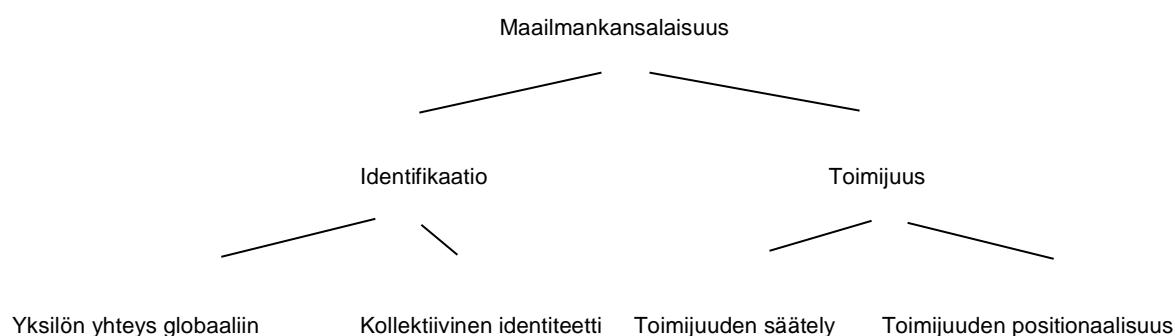 Maailmankansalaisuus
Identifikaatio Toimijuus
Yksilön yhteys globaaliin Kollektiivinen identiteetti Toimijuuden säätely Toimijuuden positionaalisuus